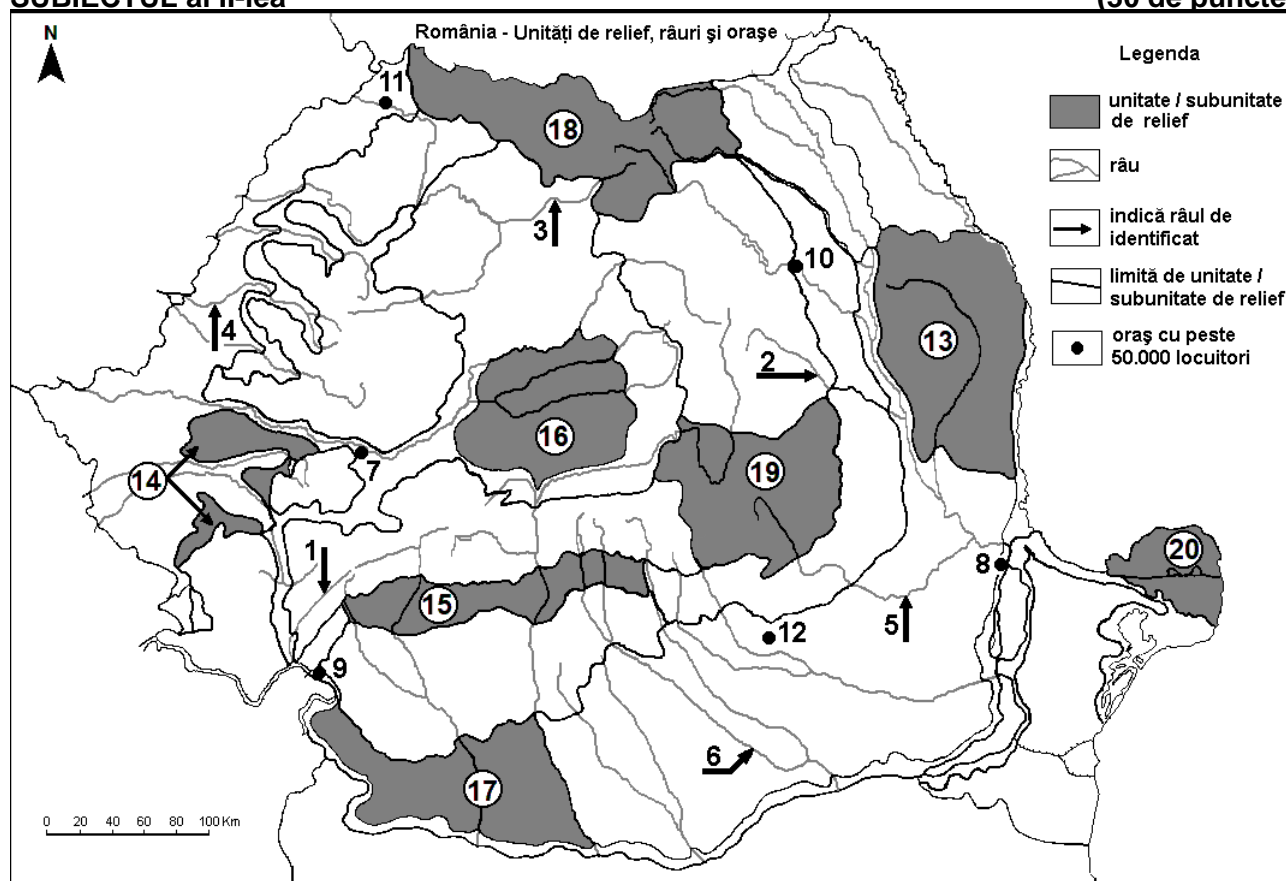 SUBIECTUL al II-lea (30 de puncte
România - Unități de relief, râuri și orașe
N
Legenda
unitate / subunitate de relief
râu
indică râul de identificat
limită de unitate / subunitate de relief
oraș cu peste 50.000 locuitori
11
18
3
10
4
13
2
16
19
7
14
1
20
15
8
5
12
9
6
17
0 20 40 60 80 100 Km